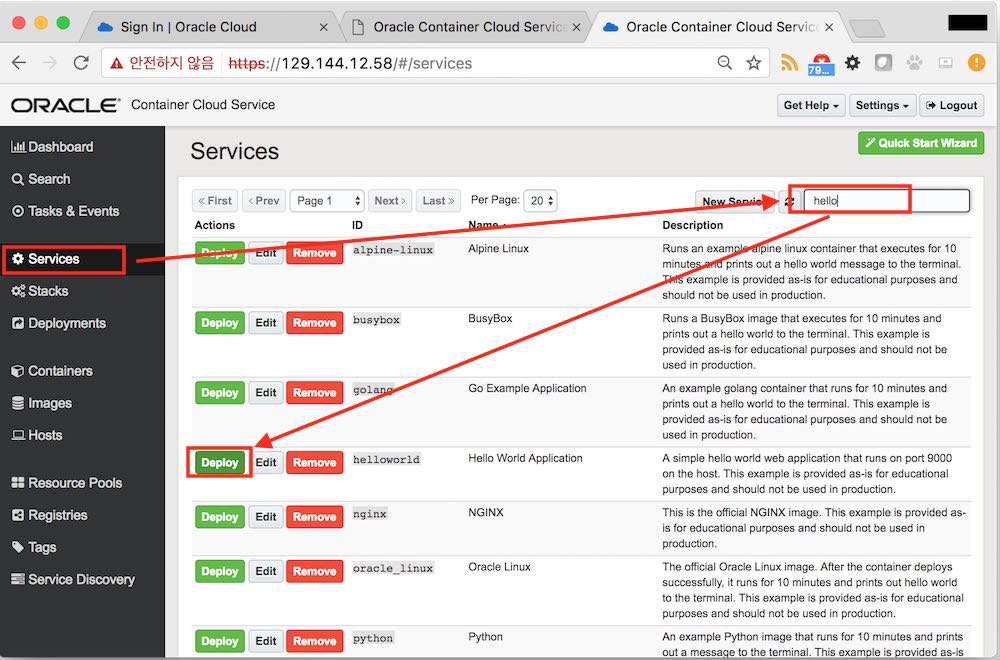 Sign In | Oracle Cloud
Oracle Container Cloud Service
Oracle Container Cloud Service
안전하지 않음 https://129.144.12.58/#/services
79...
ORACLE® Container Cloud Service
Get Help
Settings
Logout
Dashboard
Search
Tasks & Events
Services
Stacks
Deployments
Containers
Images
Hosts
Resource Pools
Registries
Tags
Service Discovery
Services
Quick Start Wizard
« First
‹ Prev
Page 1
Next ›
Last »
Per Page: 20
New Service
hello
Actions ID Name Description
Deploy Edit Remove alpine-linux Alpine Linux Runs an example alpine linux container that executes for 10
minutes and prints out a hello world message to the terminal.
This example is provided as-is for educational purposes and
should not be used in production.
Deploy Edit Remove busybox BusyBox Runs a BusyBox image that executes for 10 minutes and
prints out a hello world to the terminal. This example is
provided as-is for educational purposes and should not be
used in production.
Deploy Edit Remove golang Go Example Application An example golang container that runs for 10 minutes and
prints out a hello world to the terminal. This example is
provided as-is for educational purposes and should not be
used in production.
Deploy Edit Remove helloworld Hello World Application A simple hello world web application that runs on port 9000
on the host. This example is provided as-is for educational
purposes and should not be used in production.
Deploy Edit Remove nginx NGINX This is the official NGINX image. This example is provided as-
is for educational purposes and should not be used in
production.
Deploy Edit Remove oracle_linux Oracle Linux The official Oracle Linux image. After the container deploys
successfully, it runs for 10 minutes and prints out hello world
to the terminal. This example is provided as-is for educational
purposes and should not be used in production.
Deploy Edit Remove python Python An example Python image that runs for 10 minutes and prints
out a message to the terminal. This example is provided as-is